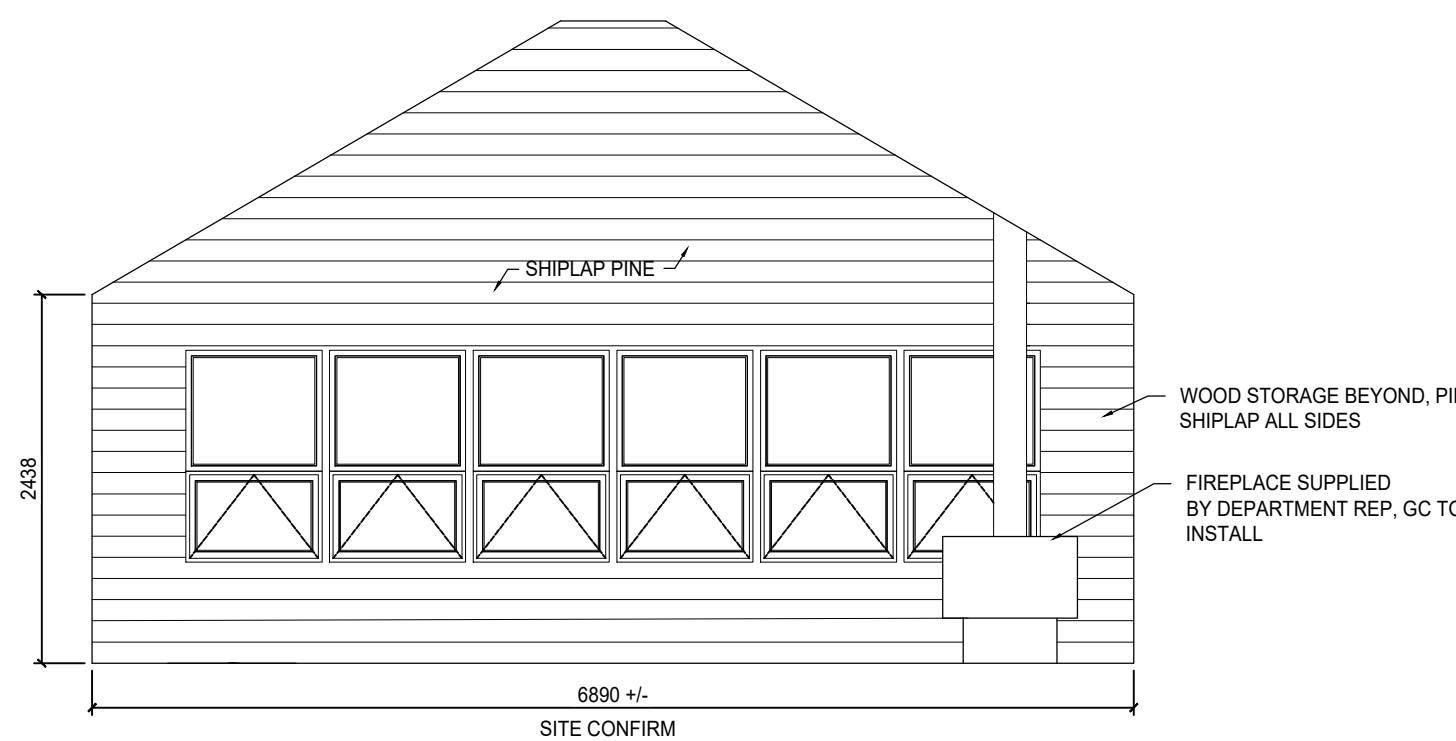 SHIPLAP PINE
WOOD STORAGE BEYOND,
SHIPLAP ALL SIDES
2438
FIREPLACE SUPPLIED
BY DEPARTMENT REP, GC TO
INSTALL
6890 +/-
SITE CONFIRM